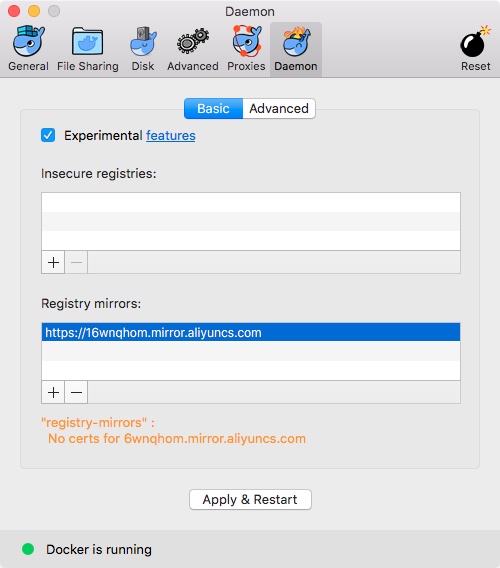 Daemon
General File Sharing Disk Advanced Proxies Daemon Reset
Basic Advanced
Experimental features
Insecure registries:
+ −
Registry mirrors:
https://16wnqhom.mirror.aliyuncs.com
+ −
"registry-mirrors" :
No certs for 6wnqhom.mirror.aliyuncs.com
Apply & Restart
Docker is running